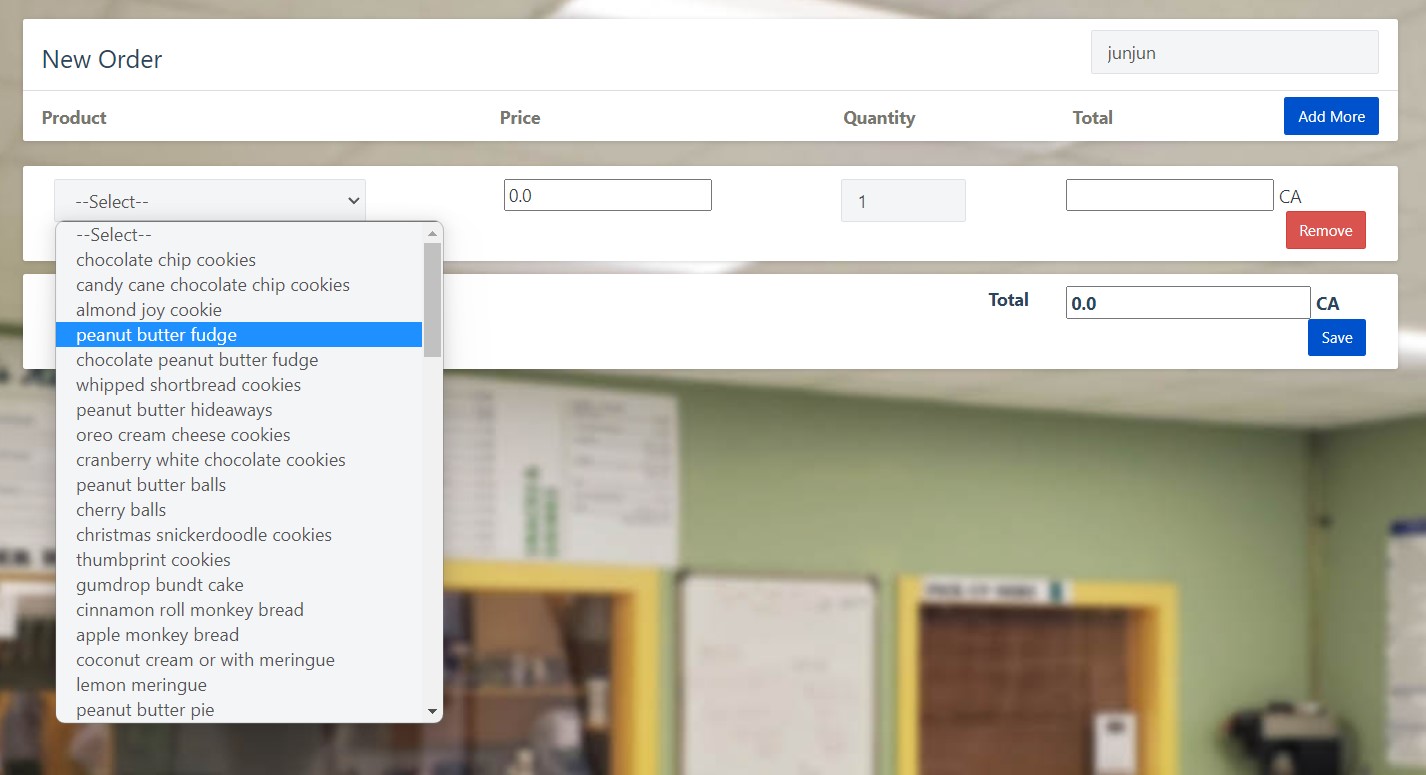 New Order
junjun
Product Price Quantity Total Add More
--Select-- 0.0 1 CA
Remove
--Select--
chocolate chip cookies
candy cane chocolate chip cookies
almond joy cookie
peanut butter fudge
chocolate peanut butter fudge
whipped shortbread cookies
peanut butter hideaways
oreo cream cheese cookies
cranberry white chocolate cookies
peanut butter balls
cherry balls
christmas snickerdoodle cookies
thumbprint cookies
gumdrop bundt cake
cinnamon roll monkey bread
apple monkey bread
coconut cream or with meringue
lemon meringue
peanut butter pie
Total 0.0 CA
Save